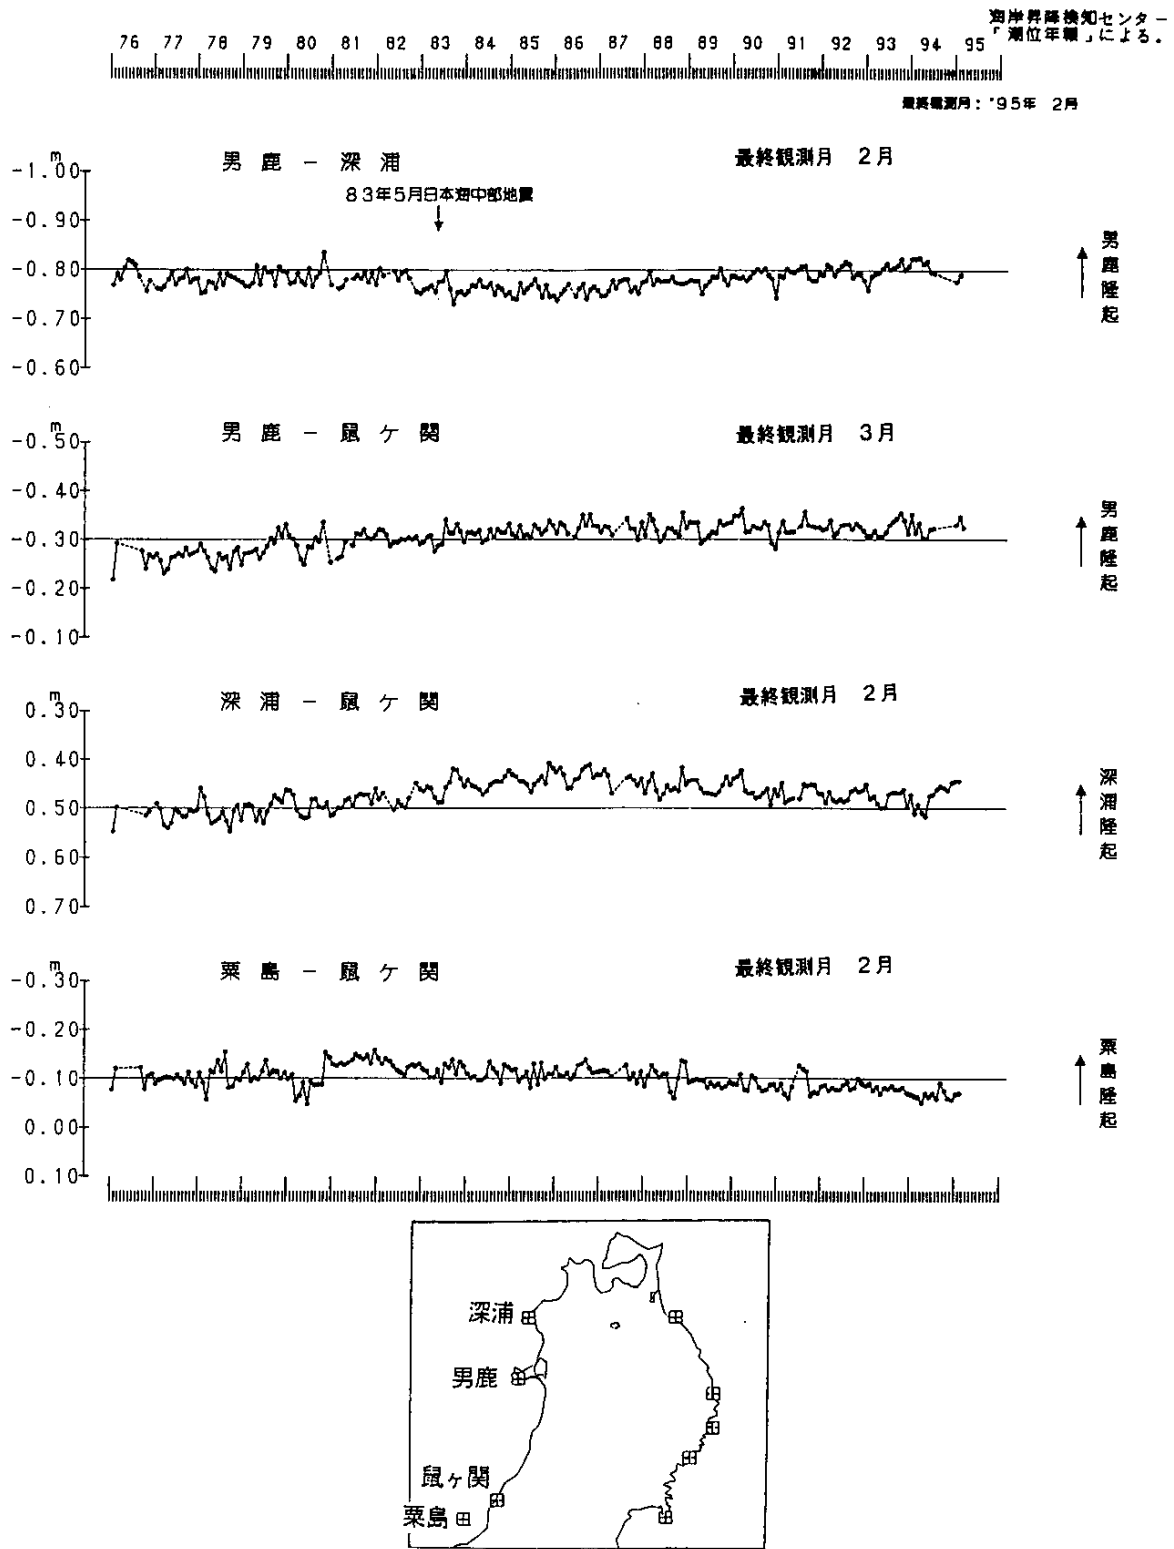 海岸昇降検知センター
「潮位年報」による.
76 77 78 79 80 81 82 83 84 85 86 87 88 89 90 91 92 93 94 95
最終観測月: '95年 2月
m
男鹿 - 深浦
最終観測月 2月
-1.00
83年5月日本海中部地震
-0.90
-0.80
-0.70
-0.60
男鹿隆起
m
男鹿 - 鼠ケ関
最終観測月 3月
-0.50
-0.40
-0.30
-0.20
-0.10
男鹿隆起
m
深浦 - 鼠ケ関
最終観測月 2月
0.30
0.40
0.50
0.60
0.70
深浦隆起
m
粟島 - 鼠ケ関
最終観測月 2月
-0.30
-0.20
-0.10
0.00
0.10
粟島隆起
深浦
男鹿
鼠ヶ関
粟島